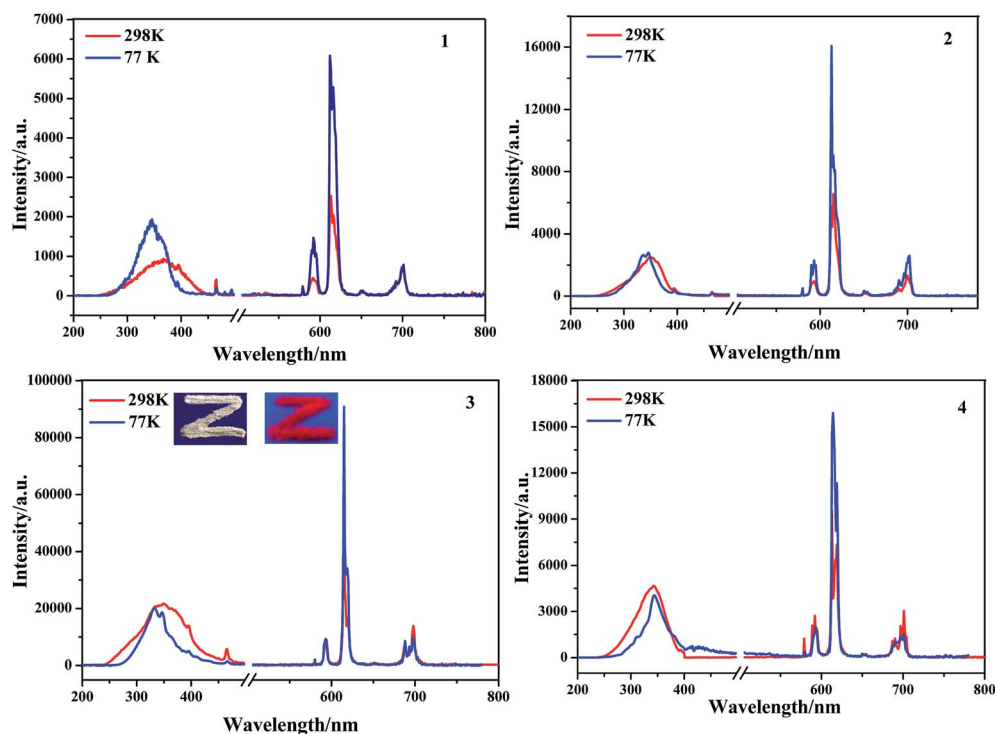 7000
6000
5000
4000
3000
2000
1000
0
Intensity/a.u.
298K
77 K
1
200 300 400 600 700 800
Wavelength/nm
16000
12000
8000
4000
0
Intensity/a.u.
298K
77K
2
200 300 400 600 700
Wavelength/nm
100000
80000
60000
40000
20000
0
Intensity/a.u.
298K
77K
Z
Z
3
200 300 400 600 700 800
Wavelength/nm
18000
15000
12000
9000
6000
3000
0
Intensity/a.u.
298K
77K
4
200 300 400 600 700 800
Wavelength/nm